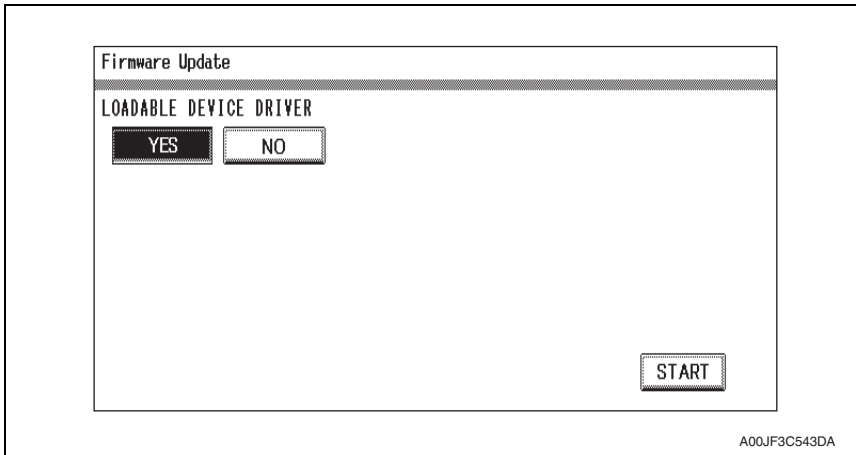 Firmware Update
LOADABLE DEVICE DRIVER
YES NO
START
A00JF3C543DA